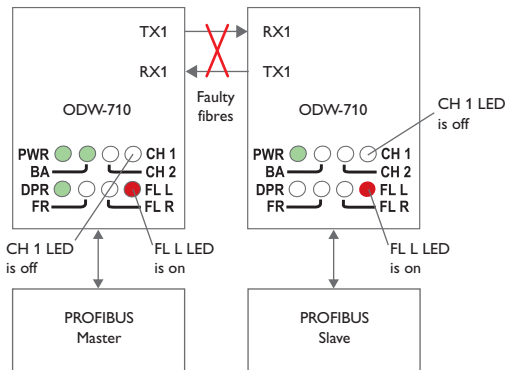 TX1
RX1
RX1
TX1
Faulty
fibres
ODW-710
ODW-710
CH 1 LED
is off
PWR
CH 1
BA
CH 2
DPR
FL L
FR
FL R
PWR
CH 1
BA
CH 2
DPR
FL L
FR
FL R
CH 1 LED
is off
FL L LED
is on
FL L LED
is on
PROFIBUS
Master
PROFIBUS
Slave